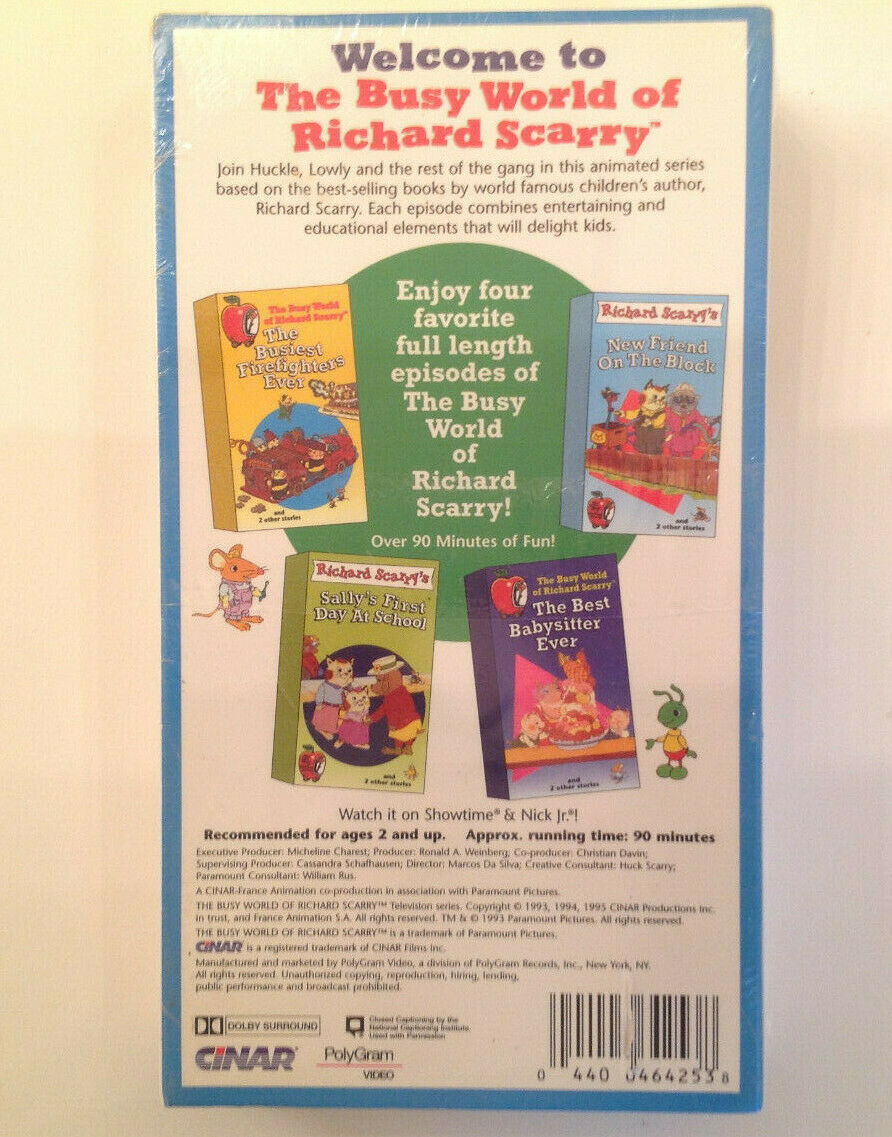 Welcome to
The Busy World of
Richard Scarry™
Join Huckle, Lowly and the rest of the gang in this animated series
based on the best-selling books by world famous children's author,
Richard Scarry. Each episode combines entertaining and
educational elements that will delight kids.
Enjoy four
favorite
full length
episodes of
The Busy
World
of
Richard
Scarry!
Over 90 Minutes of Fun!
The Busy World
of Richard Scarry™
The
Busiest
Firefighters
Ever
and
2 other stories
Richard Scarry's
New Friend
On The Block
and
2 other stories
Richard Scarry's
Sally's First
Day At School
and
2 other stories
The Busy World
of Richard Scarry™
The Best
Babysitter
Ever
and
2 other stories
Watch it on Showtime® & Nick Jr.®!
Recommended for ages 2 and up. Approx. running time: 90 minutes
Executive Producer: Micheline Charest; Producer: Ronald A. Weinberg; Co-producer: Christian Davin;
Supervising Producer: Cassandra Schafhausen; Director: Marcos Da Silva; Creative Consultant: Huck Scarry;
Paramount Consultant: William Rus.
A CINAR-France Animation co-production in association with Paramount Pictures.
THE BUSY WORLD OF RICHARD SCARRY™ Television series. Copyright © 1993, 1994, 1995 CINAR Productions Inc.
in trust, and France Animation S.A. All rights reserved. TM & © 1993 Paramount Pictures. All rights reserved.
THE BUSY WORLD OF RICHARD SCARRY™ is a trademark of Paramount Pictures.
CINAR is a registered trademark of CINAR Films Inc.
Manufactured and marketed by PolyGram Video, a division of PolyGram Records, Inc., New York, NY.
All rights reserved. Unauthorized copying, reproduction, hiring, lending,
public performance and broadcast prohibited.
DOLBY SURROUND
Closed Captioning by the
National Captioning Institute.
Used with Permission
CINAR®
PolyGram
VIDEO
0 440 0464253 8